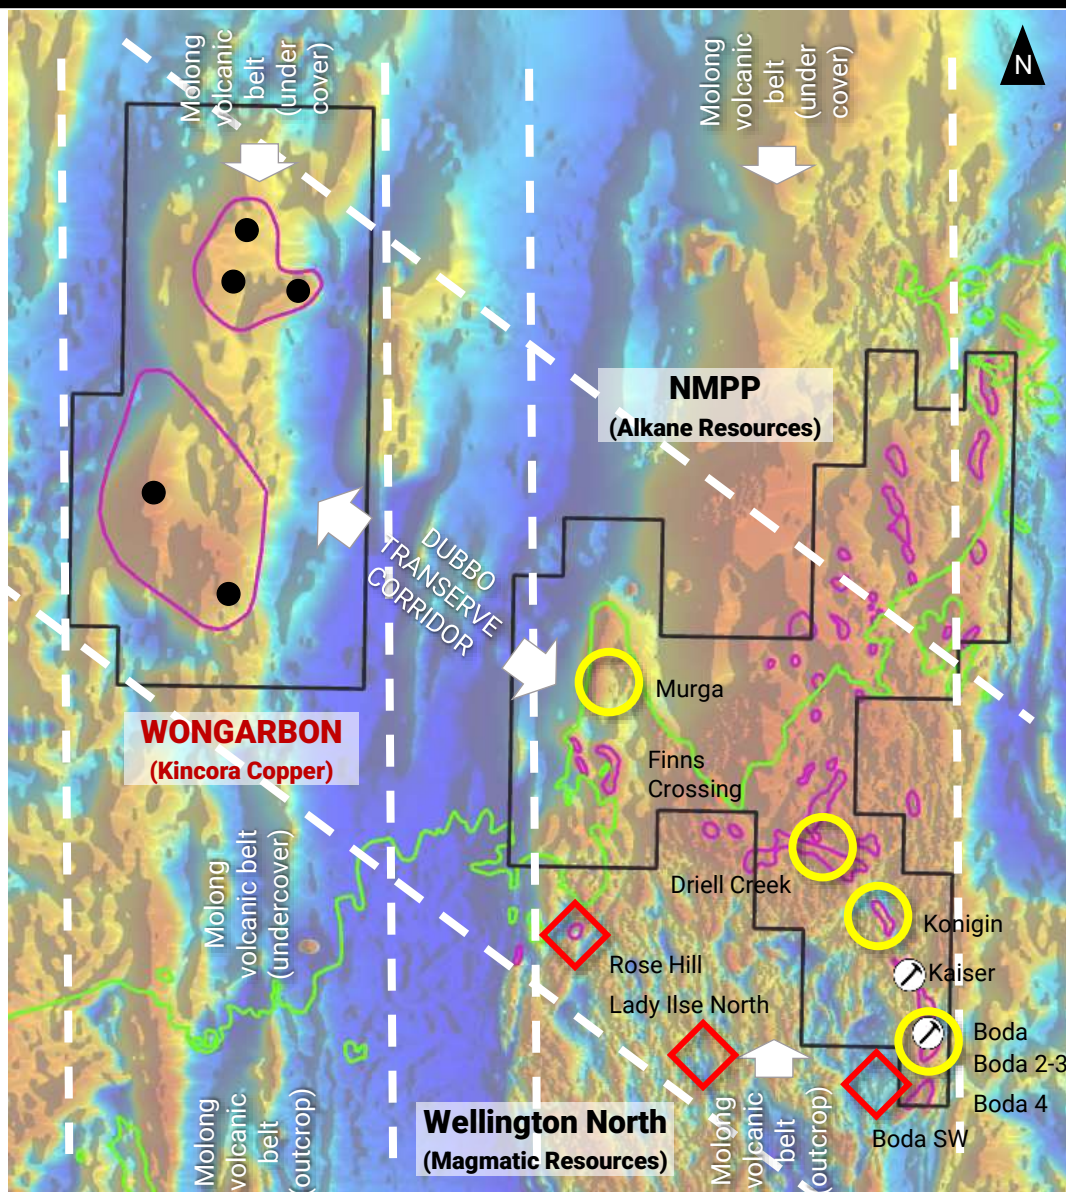 Molong
volcanic
belt
(under
cover)
Molong
volcanic
belt
(under
cover)
N
NMPP
(Alkane Resources)
DUBBO
TRANSERVE
CORRIDOR
Murga
WONGARBON
(Kincora Copper)
Finns
Crossing
Molong
volcanic belt
(undercover)
Driell Creek
Konigin
Rose Hill
Kaiser
Lady Ilse North
Boda
Boda 2-3
Boda 4
Boda SW
Molong
volcanic
belt
(outcrop)
Wellington North
(Magmatic Resources)
Molong
volcanic
belt
(outcrop)